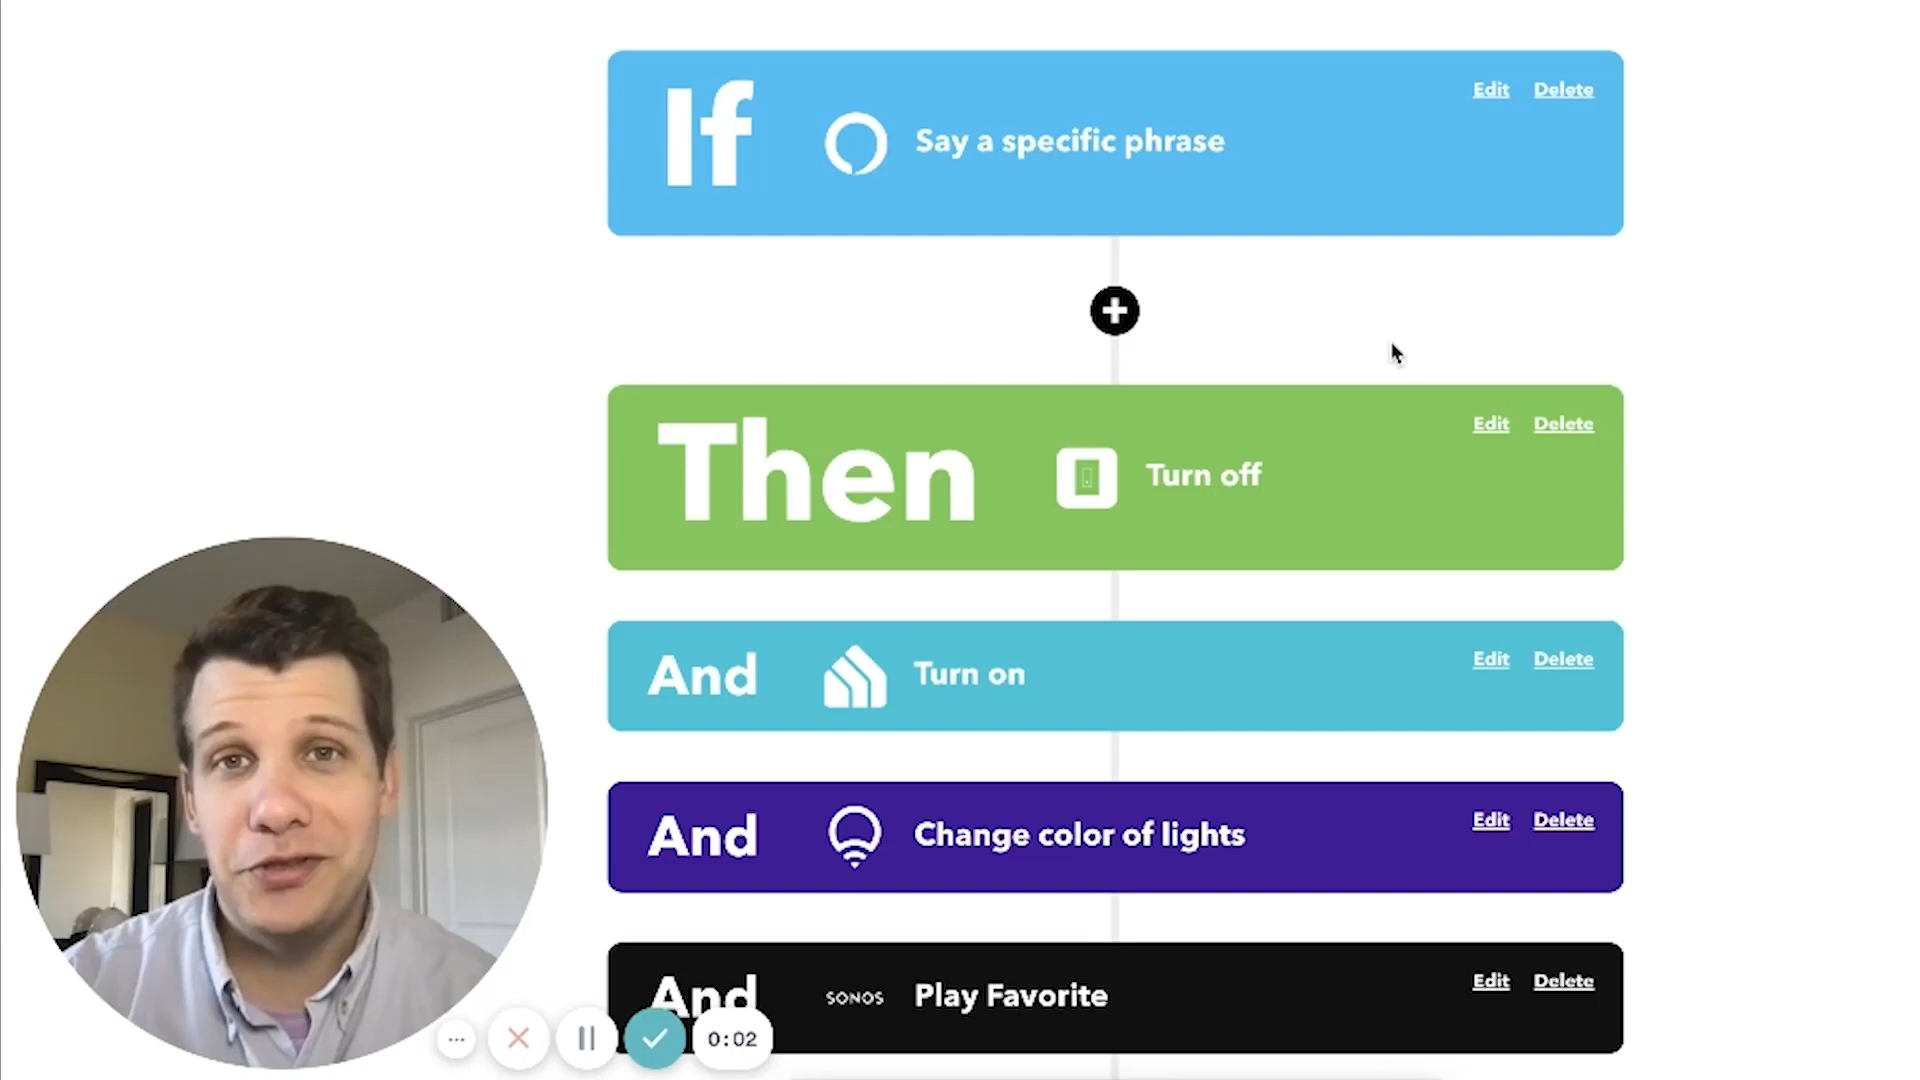 If
Say a specific phrase
Edit Delete
Then
Turn off
Edit Delete
And
Turn on
Edit Delete
And
Change color of lights
Edit Delete
And
SONOS
Play Favorite
Edit Delete
0:02